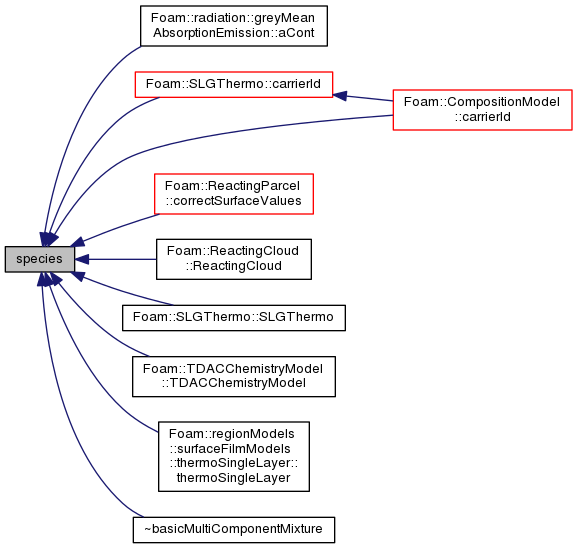 Foam::radiation::greyMean
AbsorptionEmission::aCont
Foam::SLGThermo::carrierId
Foam::CompositionModel
::carrierId
Foam::ReactingParcel
::correctSurfaceValues
species
Foam::ReactingCloud
::ReactingCloud
Foam::SLGThermo::SLGThermo
Foam::TDACChemistryModel
::TDACChemistryModel
Foam::regionModels
::surfaceFilmModels
::thermoSingleLayer::
thermoSingleLayer
~basicMultiComponentMixture